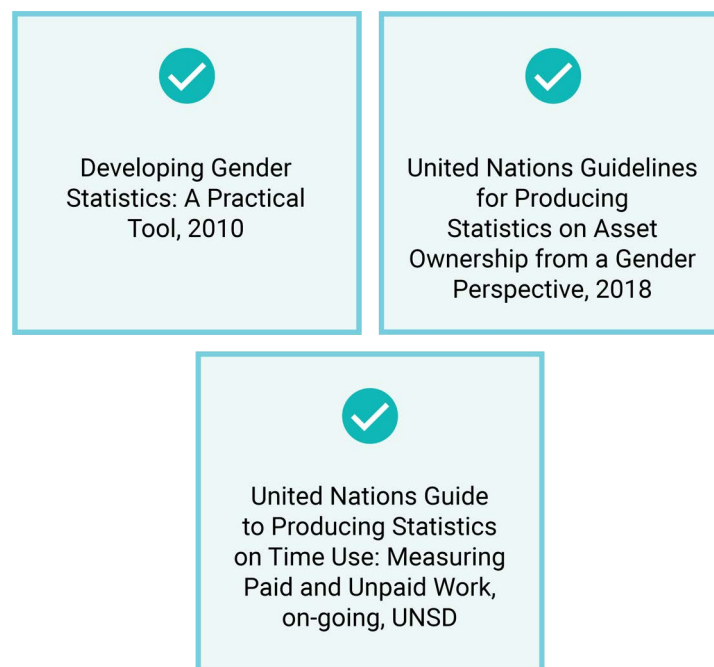 Developing Gender
Statistics: A Practical
Tool, 2010
United Nations Guidelines
for Producing
Statistics on Asset
Ownership from a Gender
Perspective, 2018
United Nations Guide
to Producing Statistics
on Time Use: Measuring
Paid and Unpaid Work,
on-going, UNSD